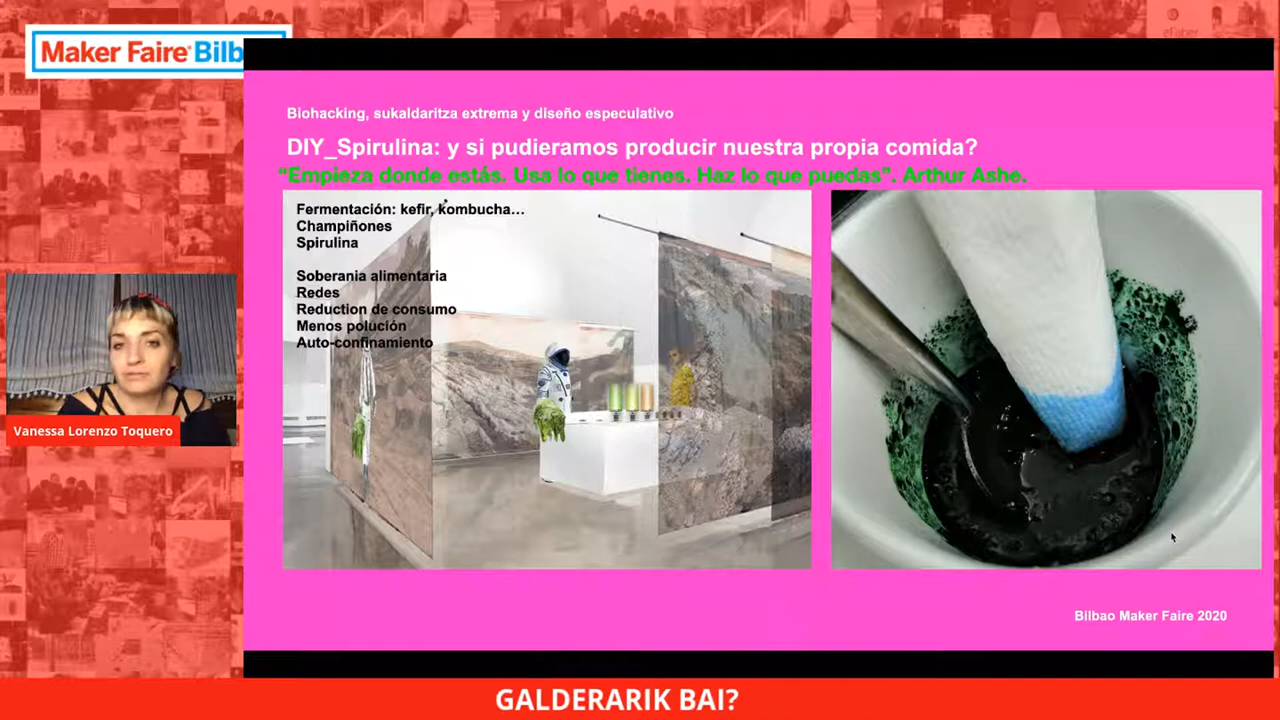 Maker Faire Bilb
eFaber
Biohacking, sukaldaritza extrema y diseño especulativo
DIY_Spirulina: y si pudieramos producir nuestra propia comida?
“Empieza donde estás. Usa lo que tienes. Haz lo que puedas”. Arthur Ashe.
Fermentación: kefir, kombucha...
Champiñones
Spirulina
Soberania alimentaria
Redes
Reduction de consumo
Menos polución
Auto-confinamiento
Vanessa Lorenzo Toquero
Bilbao Maker Faire 2020
GALDERARIK BAI?